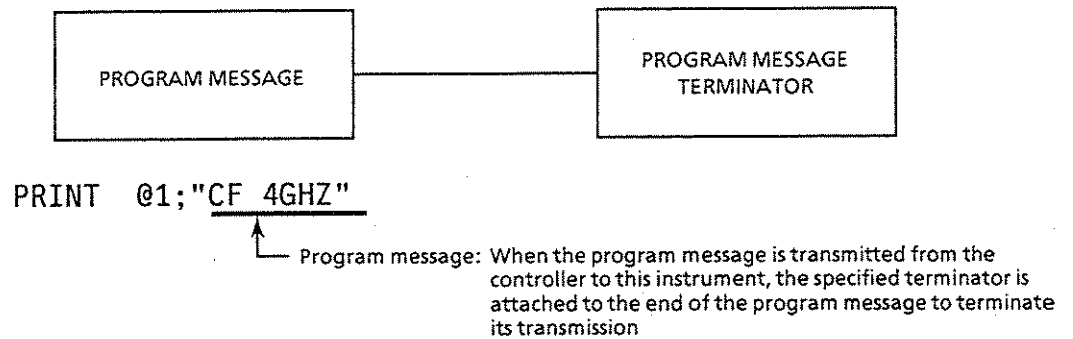 PROGRAM MESSAGE
PROGRAM MESSAGE
TERMINATOR
PRINT @1;"CF 4GHZ"
Program message: When the program message is transmitted from the
controller to this instrument, the specified terminator is
attached to the end of the program message to terminate
its transmission